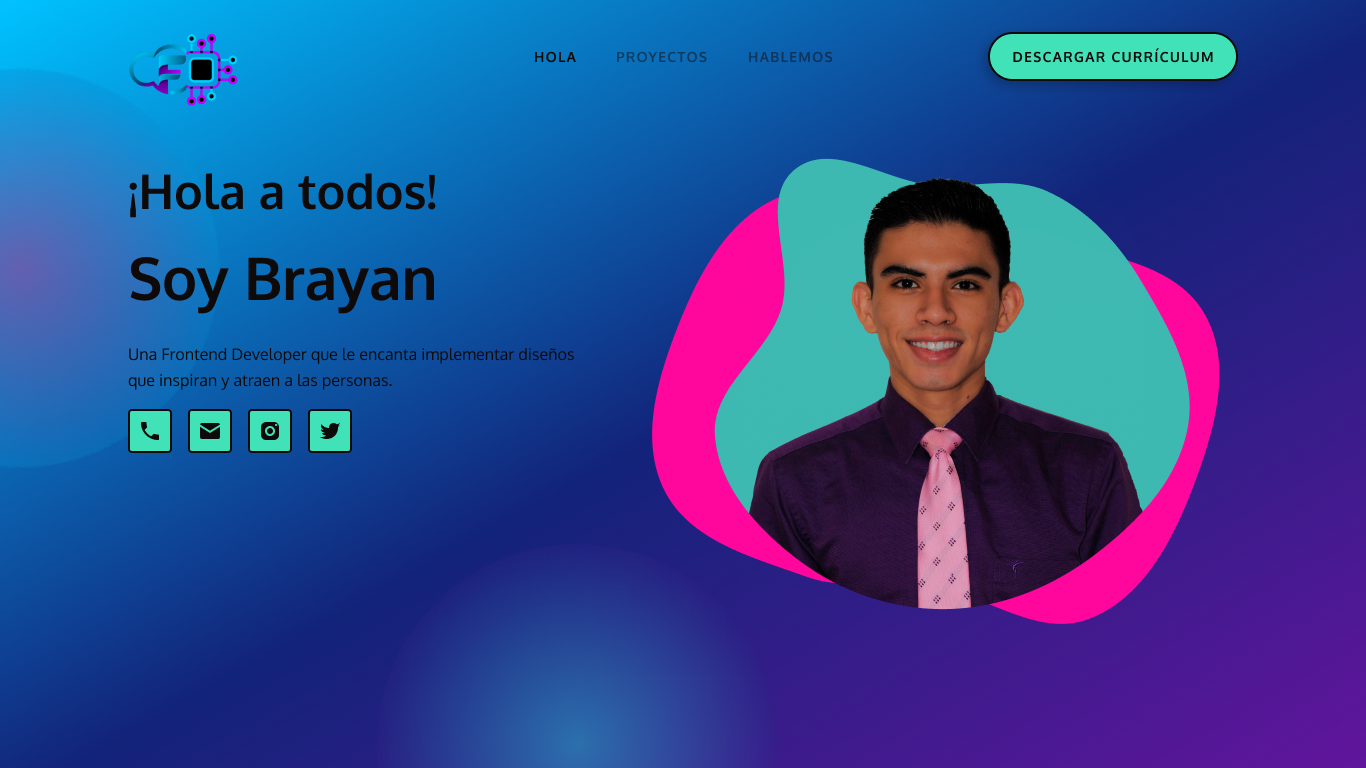 HOLA
PROYECTOS
HABLEMOS
DESCARGAR CURRÍCULUM
¡Hola a todos!
Soy Brayan
Una Frontend Developer que le encanta implementar diseños
que inspiran y atraen a las personas.